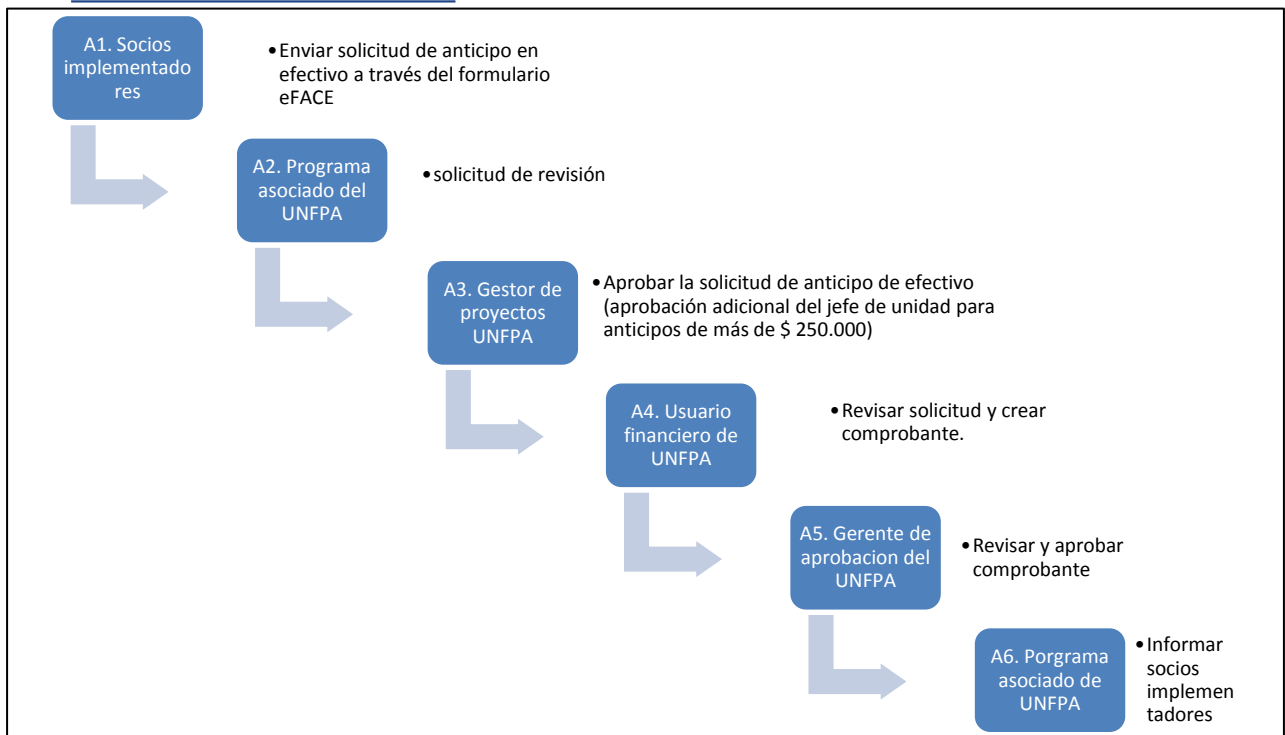 A1. Socios
implementado
res
•Enviar solicitud de anticipo en
efectivo a través del formulario
eFACE
A2. Programa
asociado del
UNFPA
•solicitud de revisión
A3. Gestor de
proyectos
UNFPA
•Aprobar la solicitud de anticipo de efectivo
(aprobación adicional del jefe de unidad para
anticipos de más de $ 250.000)
A4. Usuario
financiero de
UNFPA
•Revisar solicitud y crear
comprobante.
A5. Gerente de
aprobacion del
UNFPA
•Revisar y aprobar
comprobante
A6. Porgrama
asociado de
UNFPA
•Informar
socios
implemen
tadores